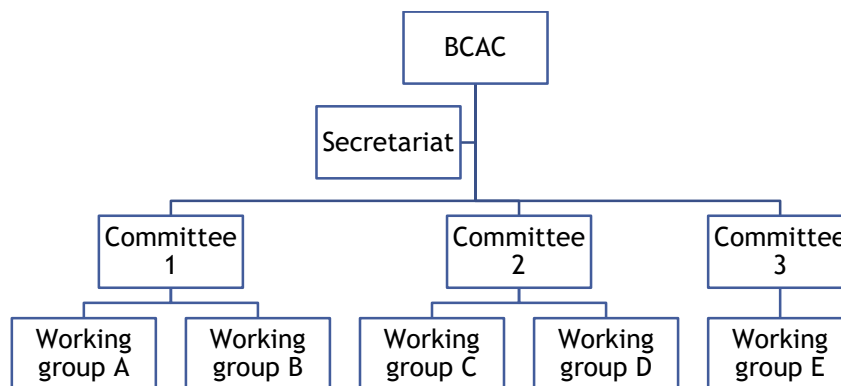 BCAC
Secretariat
Committee
1
Committee
2
Committee
3
Working
group A
Working
group B
Working
group C
Working
group D
Working
group E